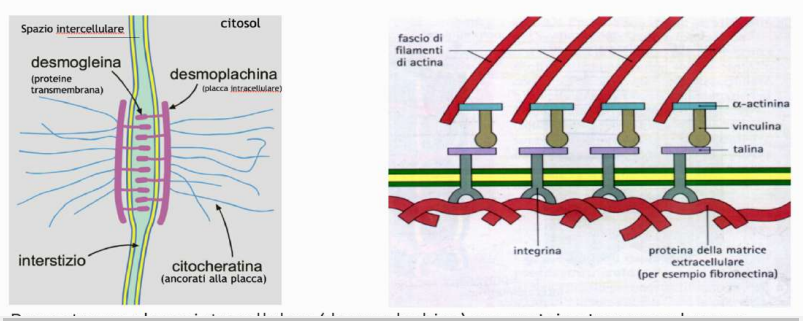 Spazio intercellulare
citosol
desmogleina
(proteine
transmembrana)
desmoplachina
(placca intracellulare)
interstizio
citocheratina
(ancorati alla placca)
fascio di
filamenti
di actina
α-actinina
vinculina
talina
integrina
proteina della matrice
extracellulare
(per esempio fibronectina)